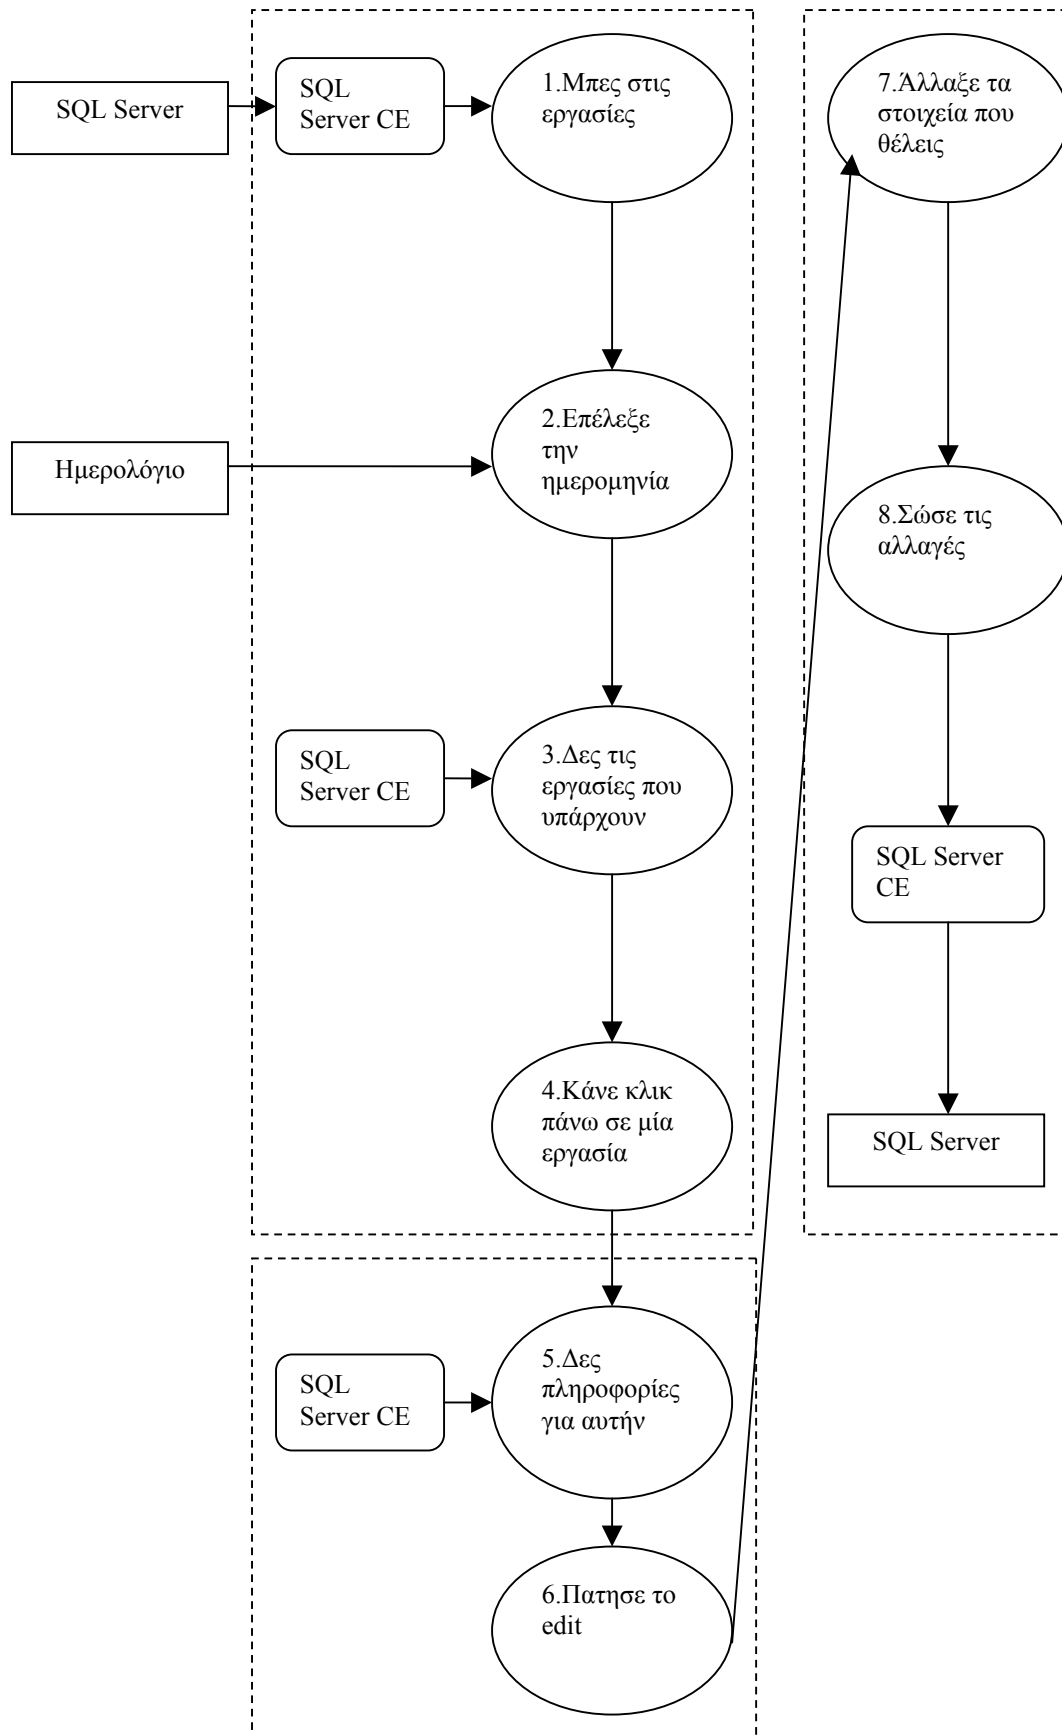 SQL Server
SQL
Server CE
1.Μπες στις
εργασίες
Ημερολόγιο
2.Επέλεξε
την
ημερομηνία
SQL
Server CE
3.Δες τις
εργασίες που
υπάρχουν
4.Κάνε κλικ
πάνω σε μία
εργασία
SQL
Server CE
5.Δες
πληροφορίες
για αυτήν
6.Πατησε το
edit
7.Άλλαξε τα
στοιχεία που
θέλεις
8.Σώσε τις
αλλαγές
SQL Server
CE
SQL Server